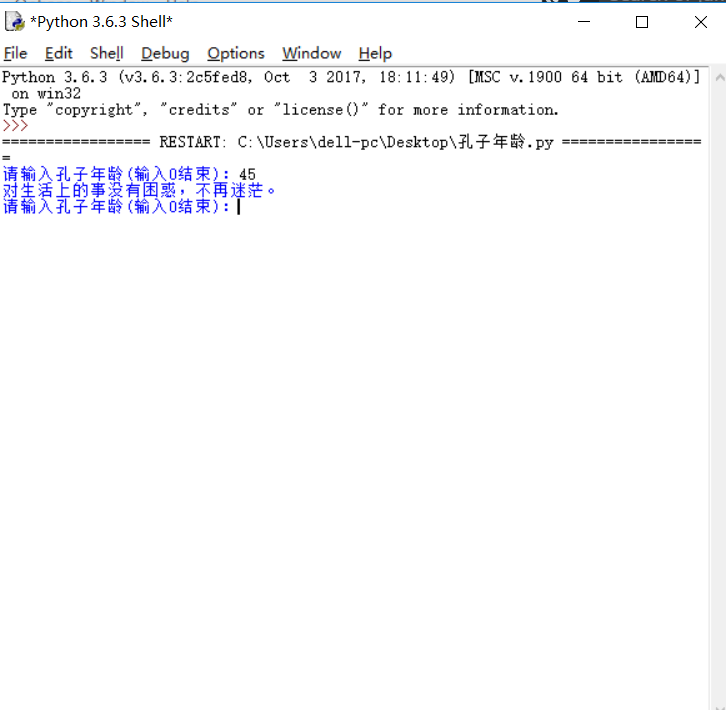 *Python 3.6.3 Shell*
File Edit Shell Debug Options Window Help
Python 3.6.3 (v3.6.3:2c5fed8, Oct  3 2017, 18:11:49) [MSC v.1900 64 bit (AMD64)]
 on win32
Type "copyright", "credits" or "license()" for more information.
>>>
================= RESTART: C:\Users\dell-pc\Desktop\孔子年龄.py ================
=
请输入孔子年龄(输入0结束): 45
对生活上的事没有困惑，不再迷茫。
请输入孔子年龄(输入0结束):